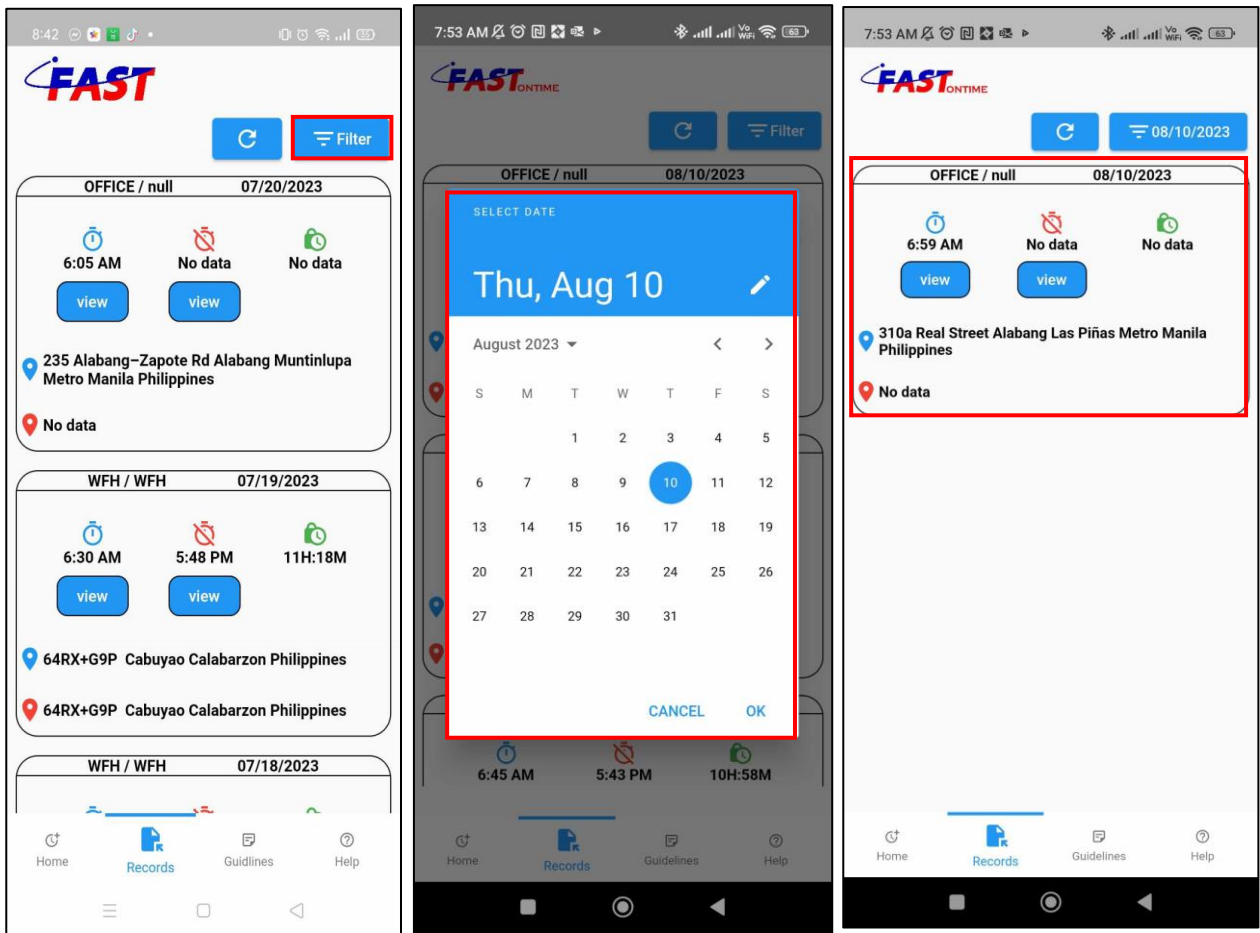 8:42
FAST
Filter
OFFICE / null 07/20/2023
6:05 AM No data No data
view view
235 Alabang–Zapote Rd Alabang Muntinlupa
Metro Manila Philippines
No data
WFH / WFH 07/19/2023
6:30 AM 5:48 PM 11H:18M
view view
64RX+G9P Cabuyao Calabarzon Philippines
64RX+G9P Cabuyao Calabarzon Philippines
WFH / WFH 07/18/2023
Home Records Guidlines Help
7:53 AM Vo WiFi 63
iFAST ONTIME
Filter
OFFICE / null 08/10/2023
SELECT DATE
Thu, Aug 10
August 2023
S M T W T F S
1 2 3 4 5
6 7 8 9 10 11 12
13 14 15 16 17 18 19
20 21 22 23 24 25 26
27 28 29 30 31
CANCEL OK
6:45 AM 5:43 PM 10H:58M
Home Records Guidelines Help
7:53 AM Vo WiFi 63
iFAST ONTIME
08/10/2023
OFFICE / null 08/10/2023
6:59 AM No data No data
view view
310a Real Street Alabang Las Piñas Metro Manila
Philippines
No data
Home Records Guidelines Help